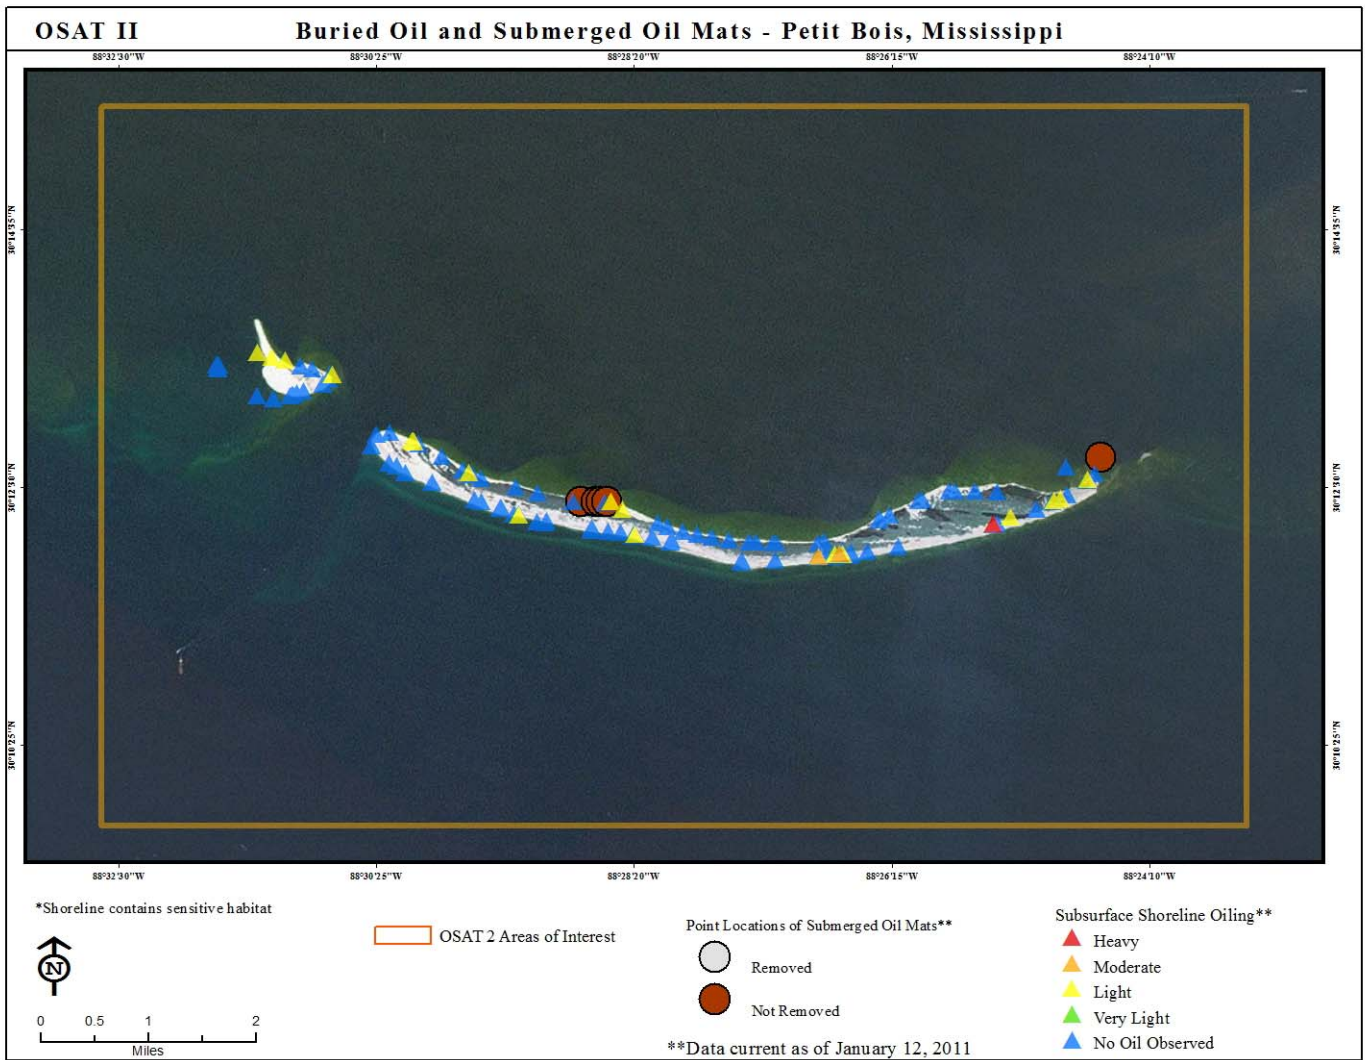 OSAT II Buried Oil and Submerged Oil Mats - Petit Bois, Mississippi
88°32'30"W 88°30'25"W 88°28'20"W 88°26'15"W 88°24'10"W
30°14'35"N 30°14'35"N
30°12'30"N 30°12'30"N
30°10'25"N 30°10'25"N
88°32'30"W 88°30'25"W 88°28'20"W 88°26'15"W 88°24'10"W
*Shoreline contains sensitive habitat
N
0 0.5 1 2
Miles
OSAT 2 Areas of Interest
Point Locations of Submerged Oil Mats**
Removed
Not Removed
**Data current as of January 12, 2011
Subsurface Shoreline Oiling**
Heavy
Moderate
Light
Very Light
No Oil Observed